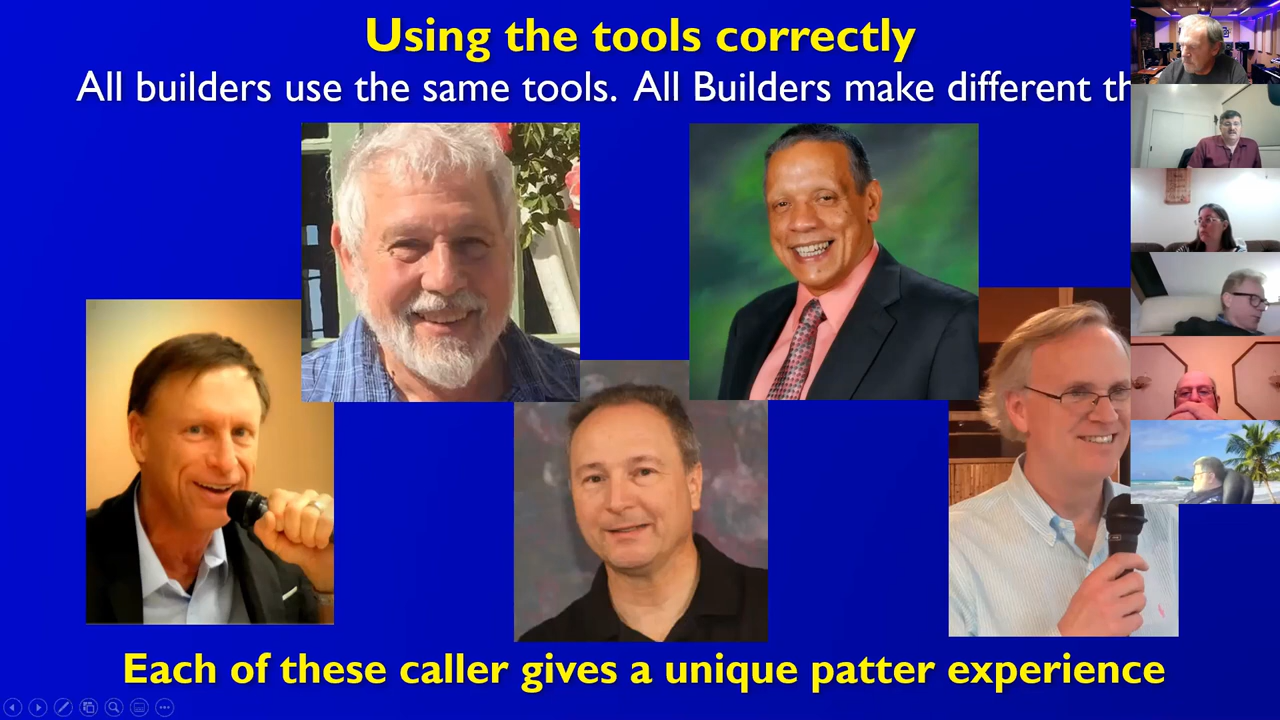 Using the tools correctly
All builders use the same tools. All Builders make different th
Each of these caller gives a unique patter experience